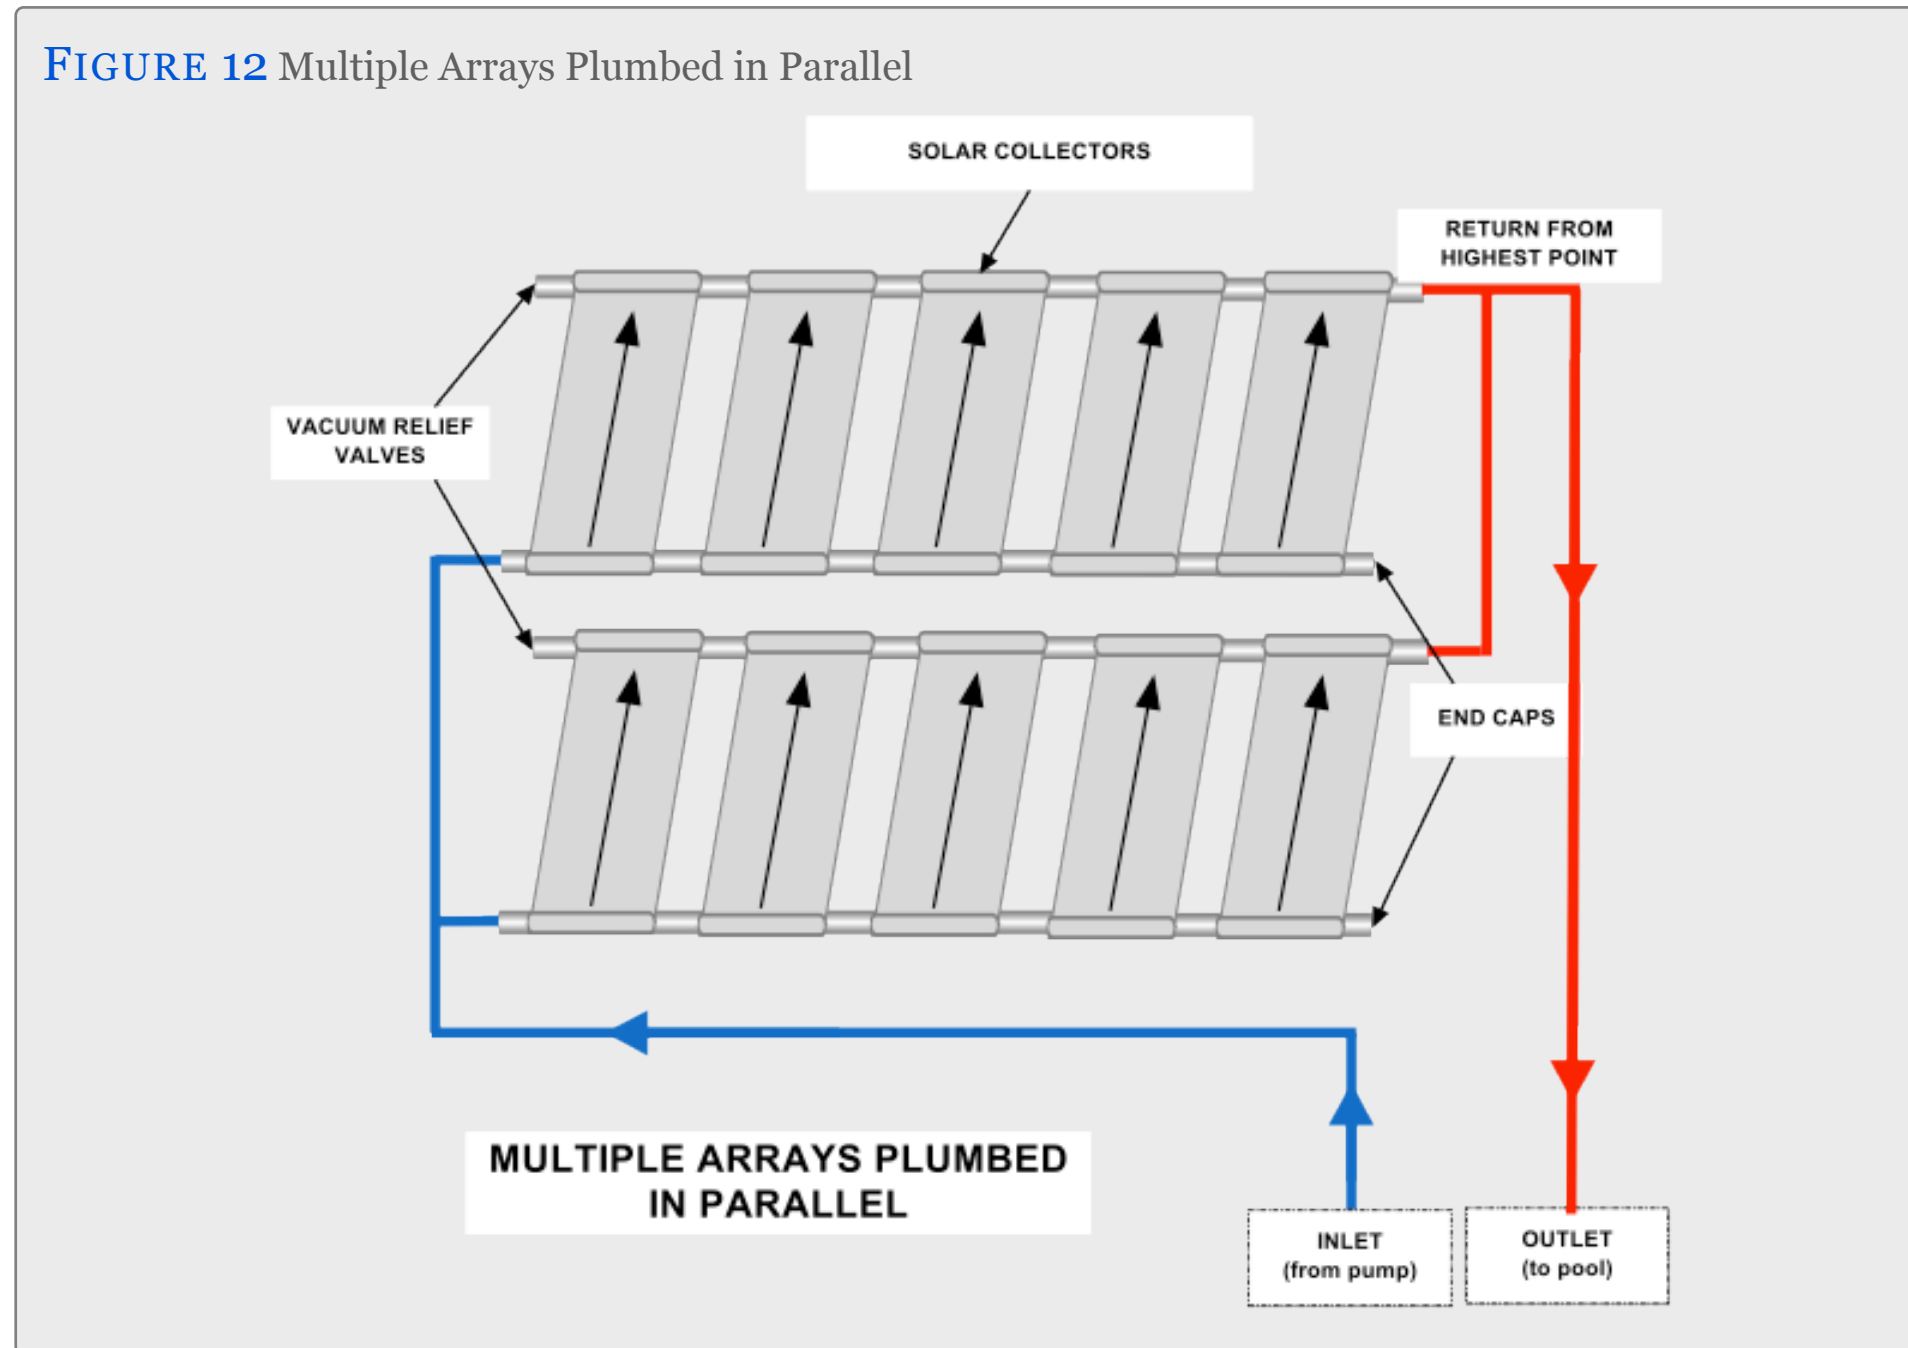 FIGURE 12 Multiple Arrays Plumbed in Parallel
SOLAR COLLECTORS
RETURN FROM
HIGHEST POINT
VACUUM RELIEF
VALVES
END CAPS
MULTIPLE ARRAYS PLUMBED
IN PARALLEL
INLET
(from pump)
OUTLET
(to pool)